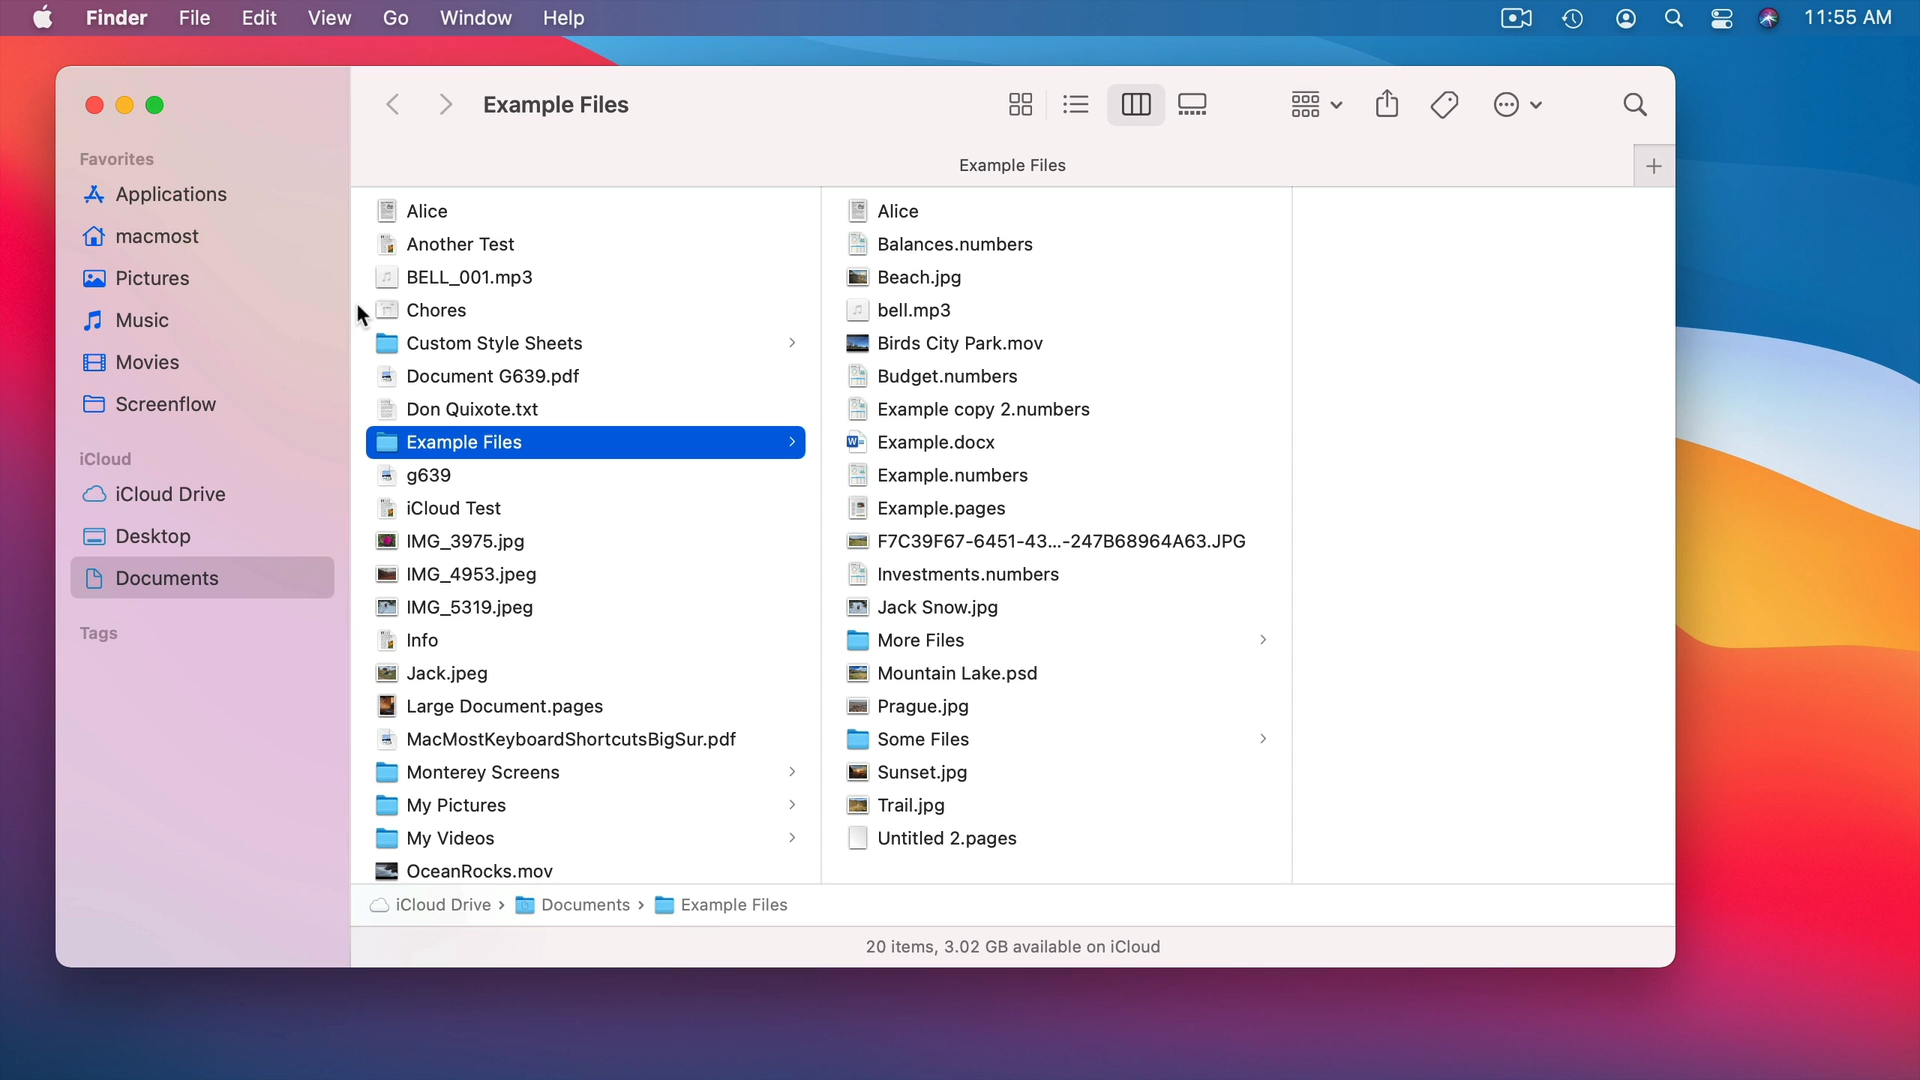 Finder File Edit View Go Window Help 11:55 AM
Example Files
Example Files
Favorites
Applications
macmost
Pictures
Music
Movies
Screenflow
iCloud
iCloud Drive
Desktop
Documents
Tags
Alice
Another Test
BELL_001.mp3
Chores
Custom Style Sheets
Document G639.pdf
Don Quixote.txt
Example Files
g639
iCloud Test
IMG_3975.jpg
IMG_4953.jpeg
IMG_5319.jpeg
Info
Jack.jpeg
Large Document.pages
MacMostKeyboardShortcutsBigSur.pdf
Monterey Screens
My Pictures
My Videos
OceanRocks.mov
Alice
Balances.numbers
Beach.jpg
bell.mp3
Birds City Park.mov
Budget.numbers
Example copy 2.numbers
Example.docx
Example.numbers
Example.pages
F7C39F67-6451-43...-247B68964A63.JPG
Investments.numbers
Jack Snow.jpg
More Files
Mountain Lake.psd
Prague.jpg
Some Files
Sunset.jpg
Trail.jpg
Untitled 2.pages
iCloud Drive › Documents › Example Files
20 items, 3.02 GB available on iCloud